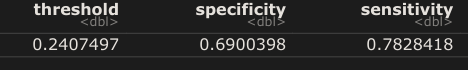 threshold specificity sensitivity
<dbl> <dbl> <dbl>
0.2407497 0.6900398 0.7828418